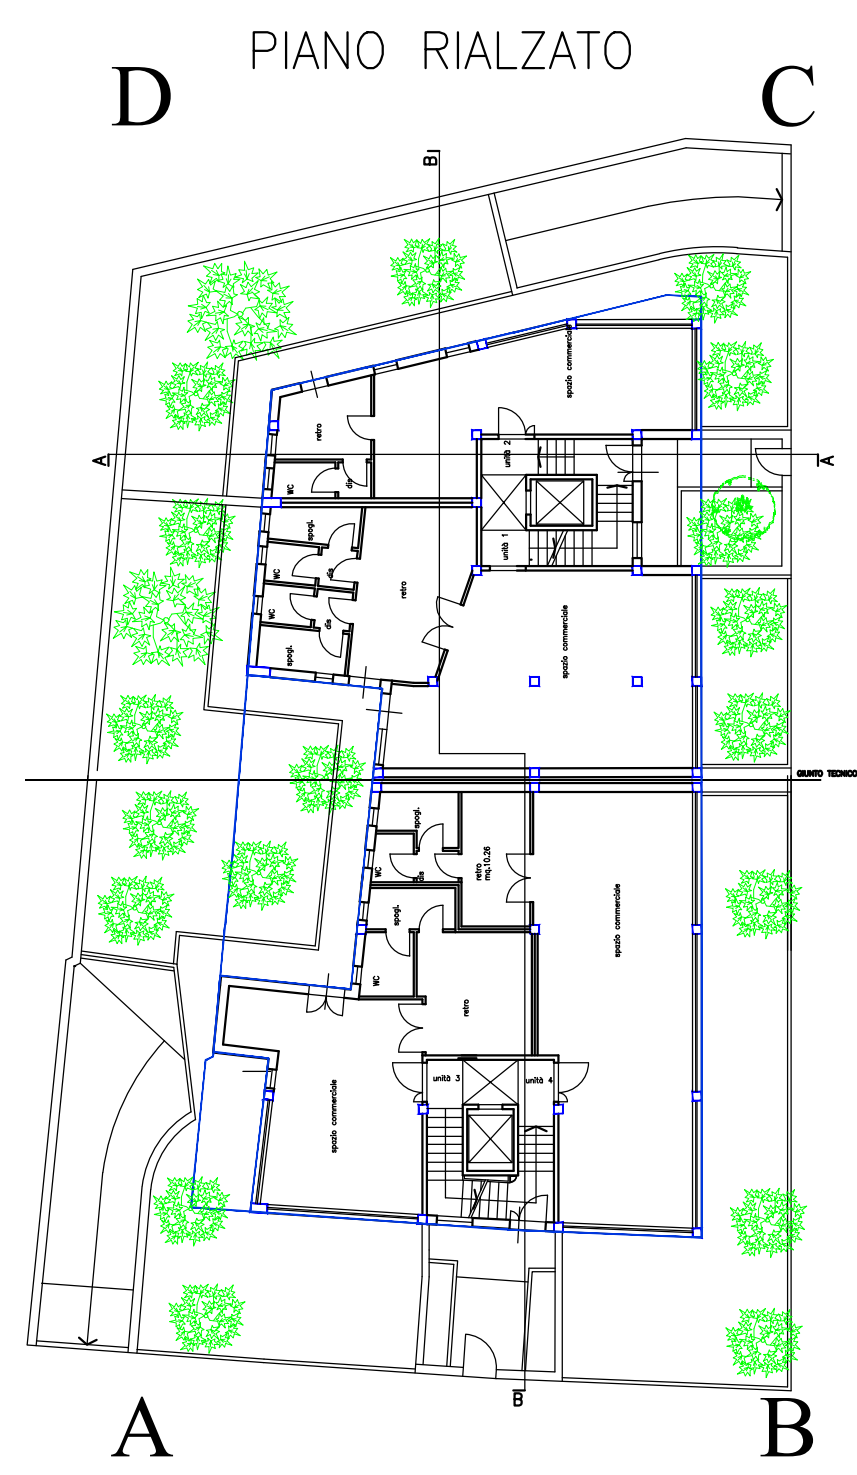 PIANO RIALZATO
D
C
B
spazio commerciale
retro
unità 2
A
A
WC
dis
spogl.
unità 1
WC
dis
retro
WC
dis
spogl.
spazio commerciale
GIUNTO TECNICO
spogl.
WC
dis
retro
mq.10.26
spazio commerciale
spogl.
WC
retro
unità 3
unità 4
spazio commerciale
B
A
B